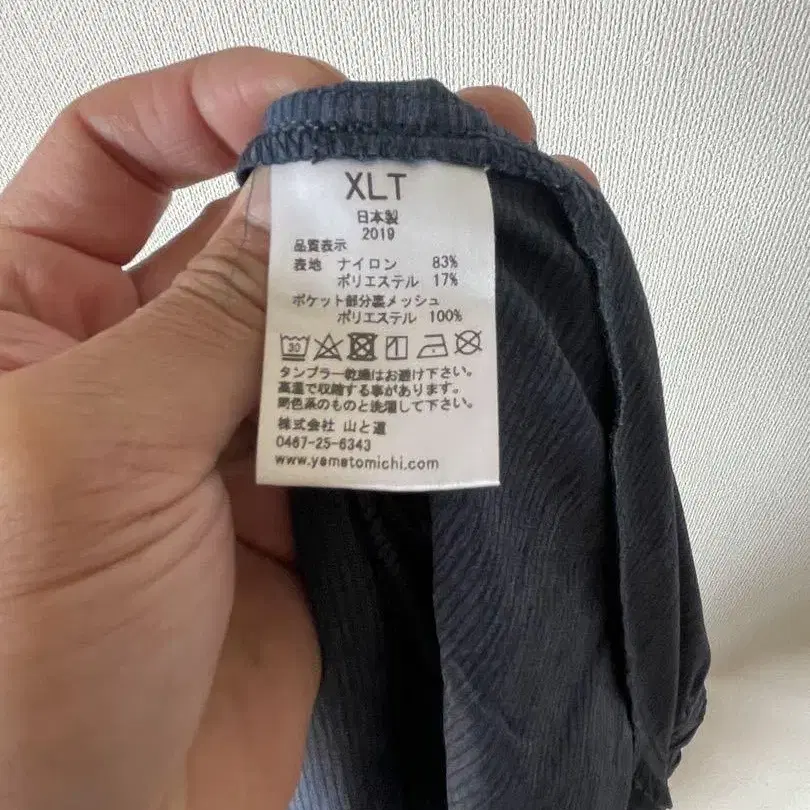 XLT
日本製
2019
品質表示
表地 ナイロン 83%
ポリエステル 17%
ポケット部分裏メッシュ
ポリエステル 100%
30
タンブラー乾燥はお避け下さい。
高温で収縮する事があります。
同色系のものと洗濯して下さい。
株式会社 山と道
0467-25-6343
www.yamatomichi.com